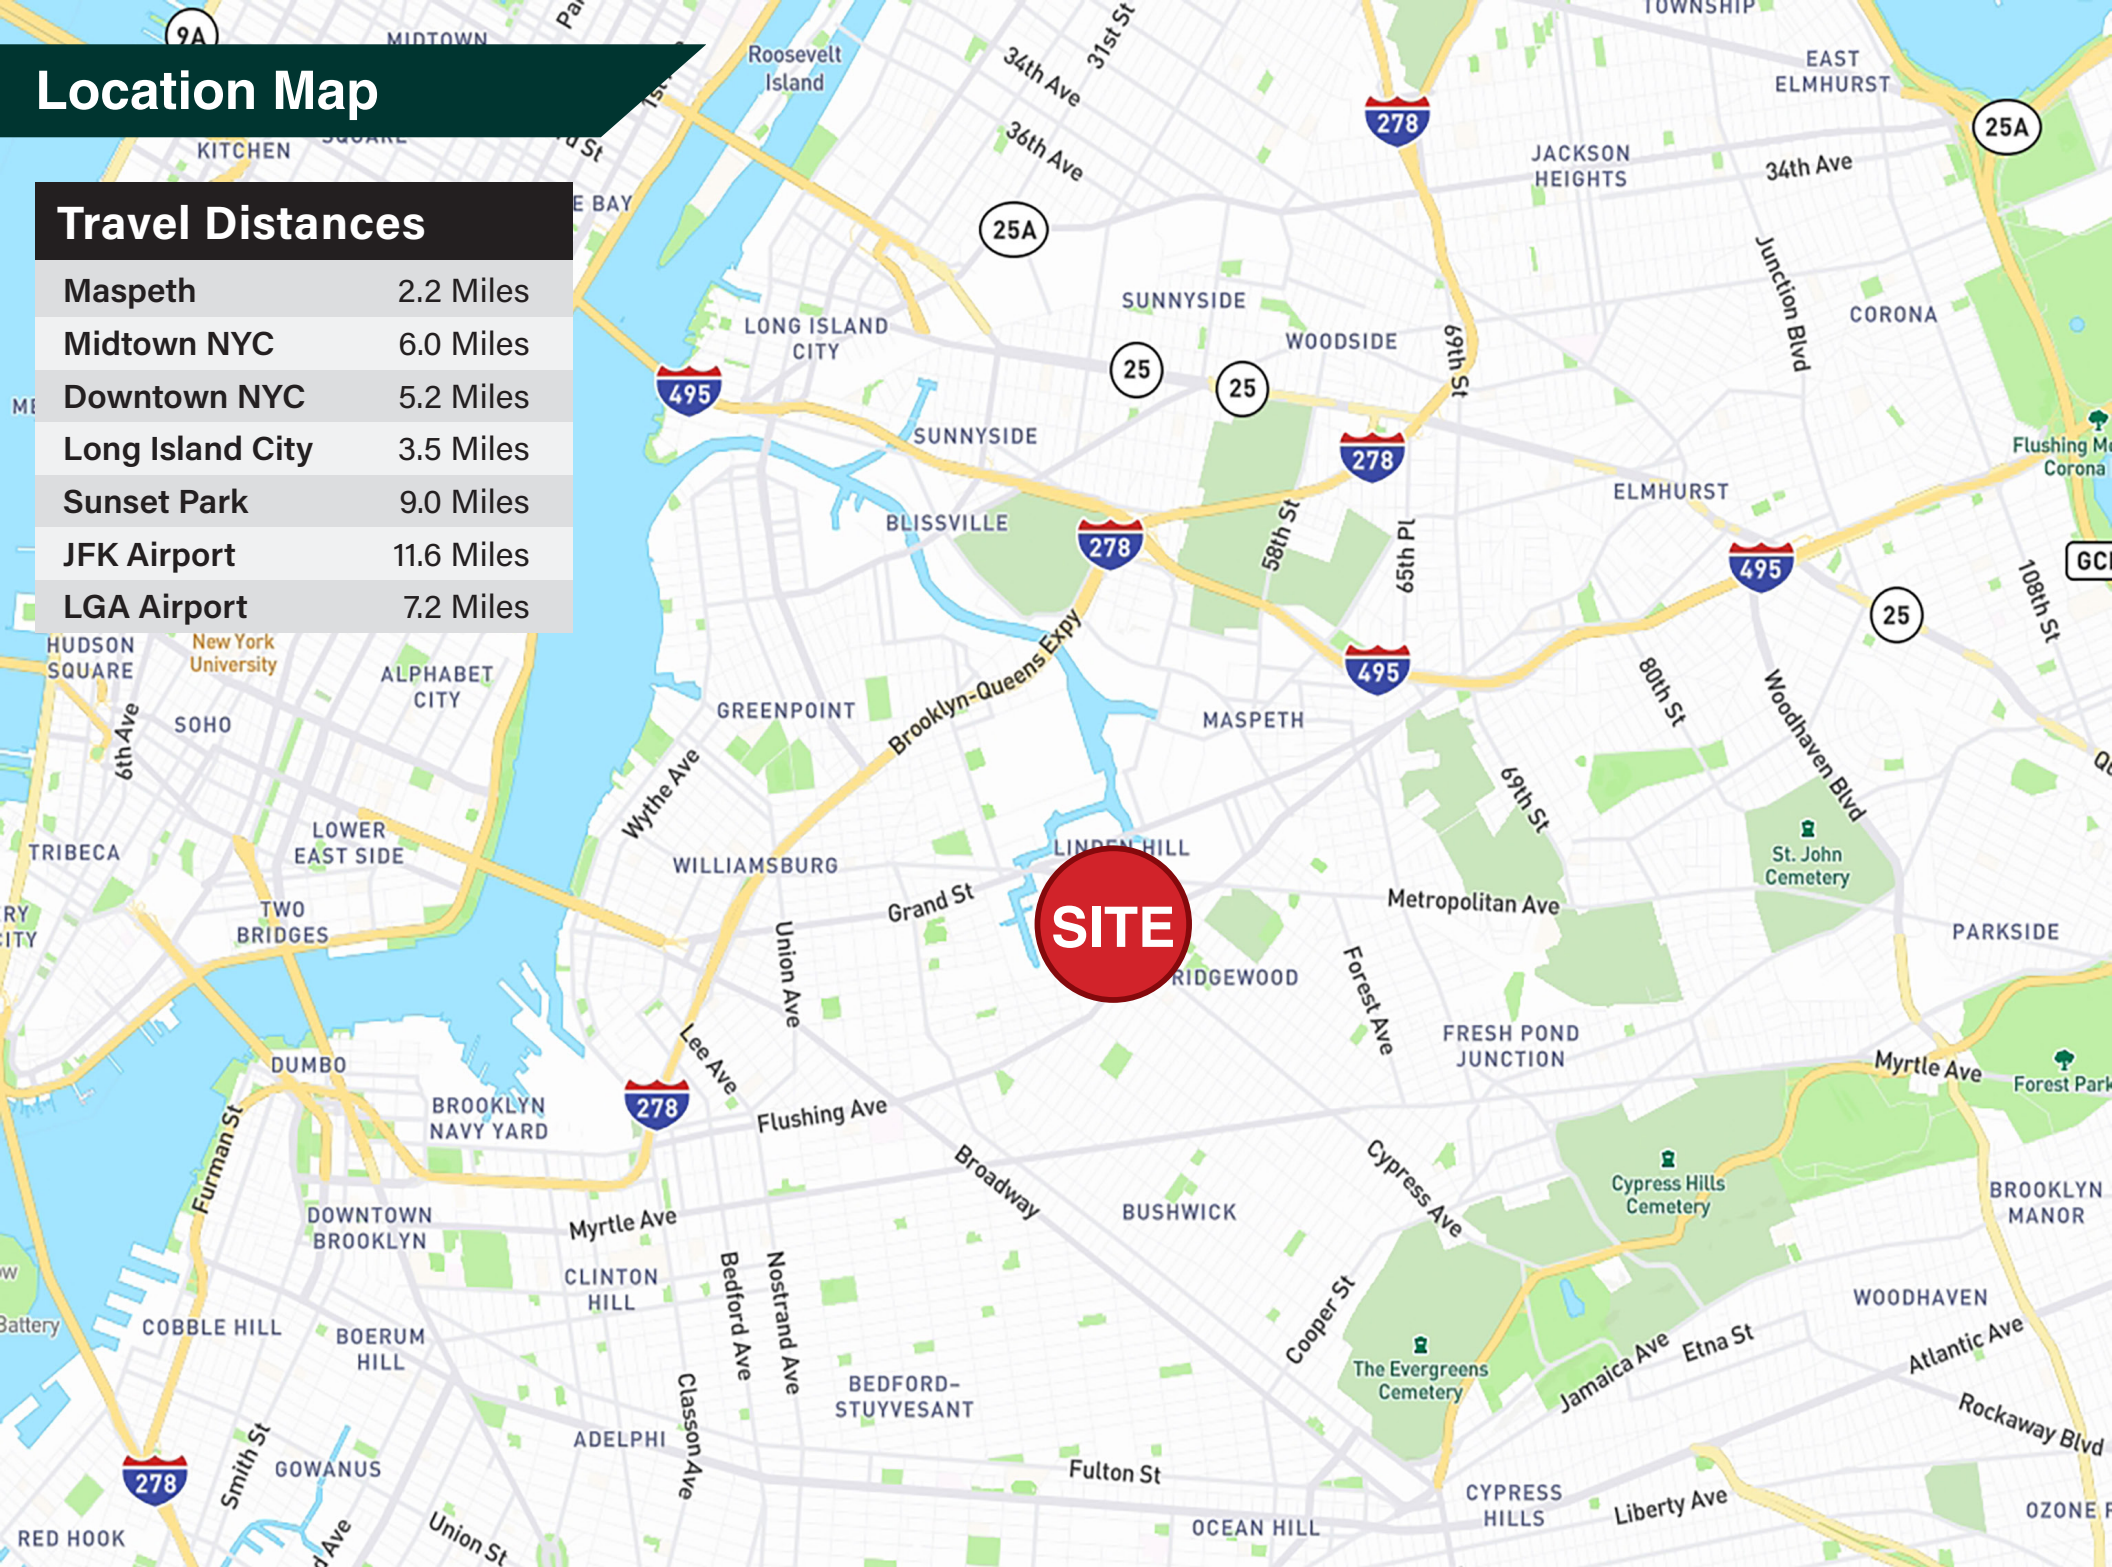 Location Map
Travel Distances
Maspeth 2.2 Miles
Midtown NYC 6.0 Miles
Downtown NYC 5.2 Miles
Long Island City 3.5 Miles
Sunset Park 9.0 Miles
JFK Airport 11.6 Miles
LGA Airport 7.2 Miles
9A
MIDTOWN
KITCHEN
SQUARE
1st
E BAY
Roosevelt
Island
34th Ave
31st St
36th Ave
278
TOWNSHIP
EAST
ELMHURST
25A
JACKSON
HEIGHTS
34th Ave
25A
SUNNYSIDE
LONG ISLAND
CITY
WOODSIDE
69th St
Junction Blvd
CORONA
25
25
495
SUNNYSIDE
278
Flushing Me
Corona
ELMHURST
BLISSVILLE
278
58th St
65th Pl
495
GCP
108th St
25
HUDSON
SQUARE
New York
University
ALPHABET
CITY
Brooklyn-Queens Expy
495
80th St
Woodhaven Blvd
SOHO
6th Ave
GREENPOINT
MASPETH
Wythe Ave
69th St
LOWER
EAST SIDE
TRIBECA
WILLIAMSBURG
LINDEN HILL
St. John
Cemetery
SITE
Grand St
Metropolitan Ave
TWO
BRIDGES
RY
CITY
Union Ave
PARKSIDE
RIDGEWOOD
Forest Ave
FRESH POND
JUNCTION
DUMBO
Lee Ave
Myrtle Ave
Forest Park
BROOKLYN
NAVY YARD
278
Flushing Ave
Furman St
Broadway
Cypress Ave
Cypress Hills
Cemetery
BROOKLYN
MANOR
DOWNTOWN
BROOKLYN
Myrtle Ave
BUSHWICK
CLINTON
HILL
Bedford Ave
Nostrand Ave
Cooper St
WOODHAVEN
Battery
COBBLE HILL
BOERUM
HILL
Jamaica Ave
Etna St
Atlantic Ave
The Evergreens
Cemetery
Classon Ave
BEDFORD-
STUYVESANT
Rockaway Blvd
ADELPHI
278
Smith St
GOWANUS
Fulton St
CYPRESS
HILLS
Liberty Ave
OZONE
RED HOOK
Union St
OCEAN HILL